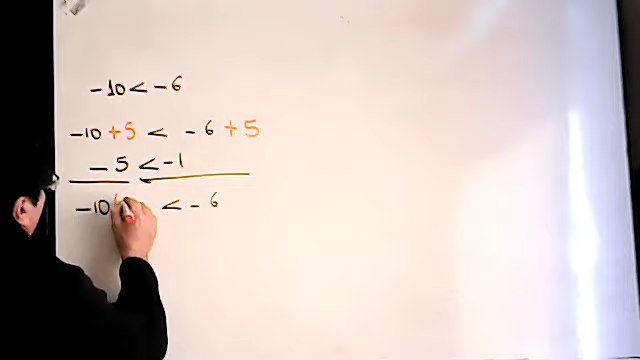 -10 < -6
-10 +5 < -6 +5
-5 < -1
-10 < -6